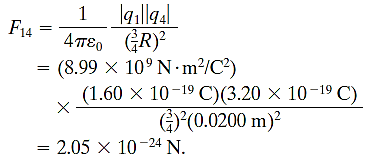 F₁₄ = 1/(4πε₀) |q₁||q₄|/(¾R)²
= (8.99 × 10⁹ N·m²/C²)
× (1.60 × 10⁻¹⁹ C)(3.20 × 10⁻¹⁹ C)/((¾)²(0.0200 m)²)
= 2.05 × 10⁻²⁴ N.